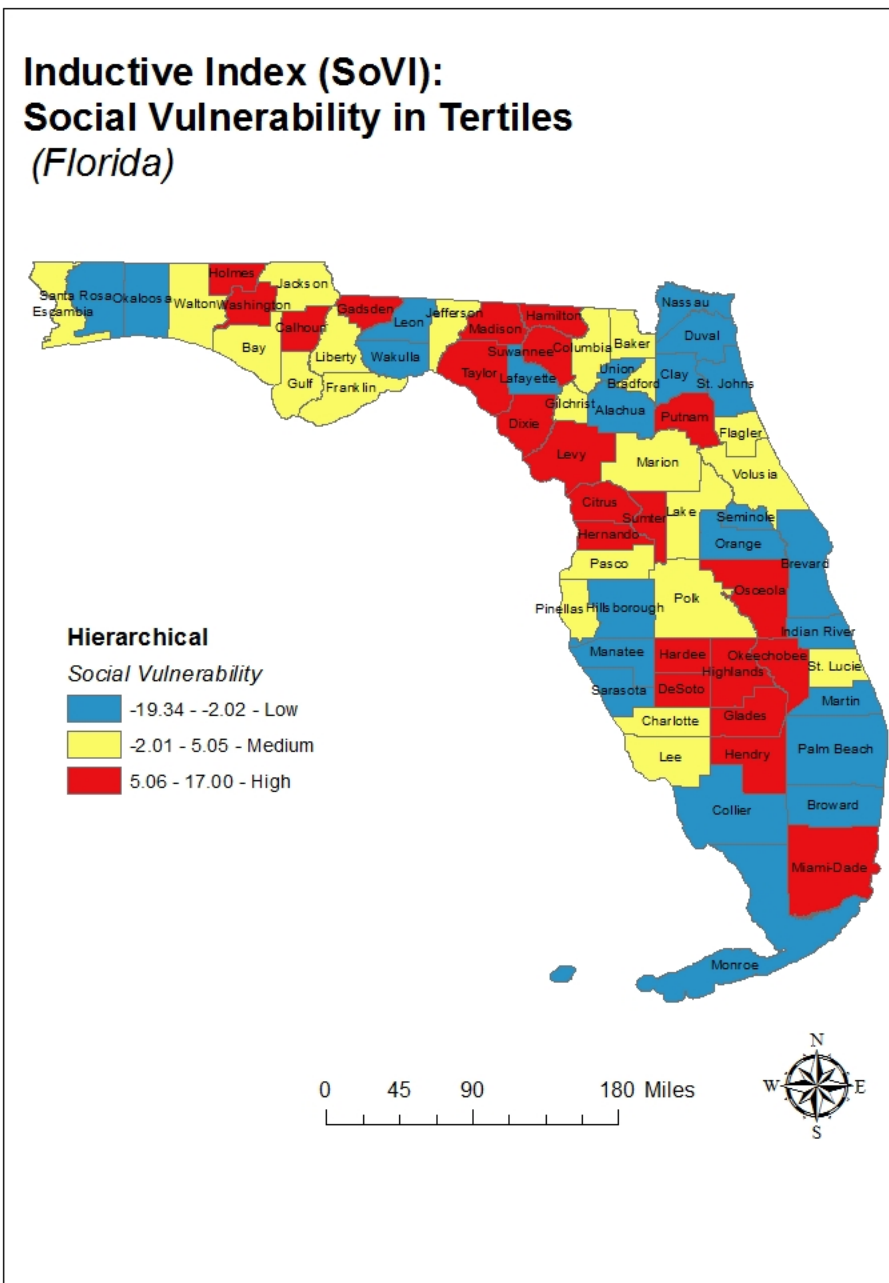 Inductive Index (SoVI):
Social Vulnerability in Tertiles
(Florida)
Holmes
Jackson
Santa Rosa
Okaloosa
Walton
Washington
Escambia
Gadsden
Calhoun
Leon
Jefferson
Madison
Hamilton
Nassau
Duval
Bay
Liberty
Wakulla
Suwannee
Columbia
Baker
Taylor
Lafayette
Union
Bradford
Clay
St. Johns
Gulf
Franklin
Gilchrist
Alachua
Putnam
Dixie
Flagler
Levy
Marion
Volusia
Citrus
Sumter
Lake
Seminole
Hernando
Orange
Brevard
Pasco
Osceola
Polk
Pinellas
Hillsborough
Indian River
Manatee
Hardee
Okeechobee
Highlands
St. Lucie
Sarasota
DeSoto
Martin
Charlotte
Glades
Lee
Hendry
Palm Beach
Collier
Broward
Miami-Dade
Monroe
Hierarchical
Social Vulnerability
-19.34 - -2.02 - Low
-2.01 - 5.05 - Medium
5.06 - 17.00 - High
N
W
E
S
0 45 90 180 Miles